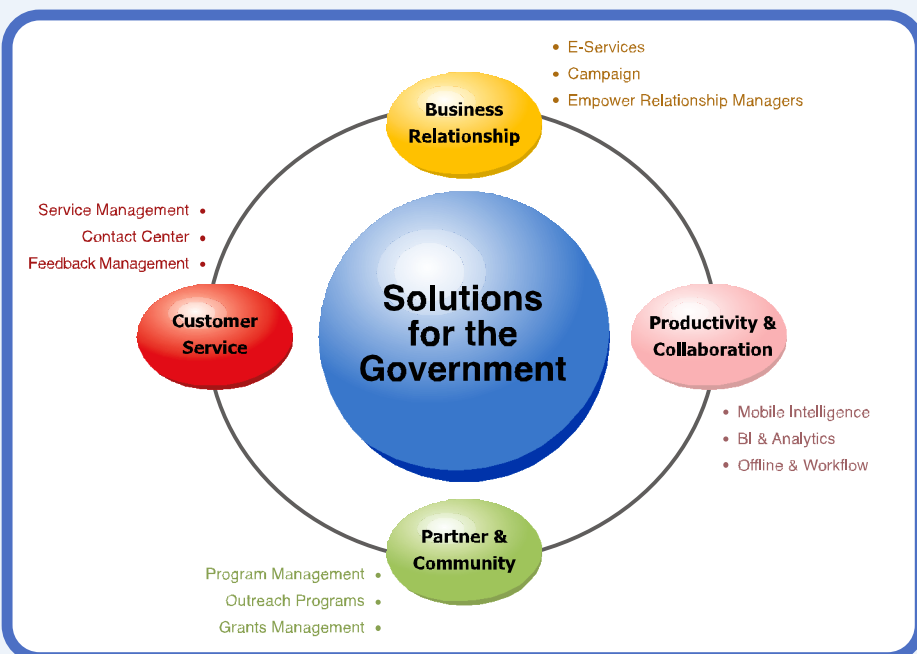 • E-Services
• Campaign
• Empower Relationship Managers
Business
Relationship
Service Management •
Contact Center •
Feedback Management •
Customer
Service
Solutions
for the
Government
Productivity &
Collaboration
• Mobile Intelligence
• BI & Analytics
• Offline & Workflow
Partner &
Community
Program Management •
Outreach Programs •
Grants Management •